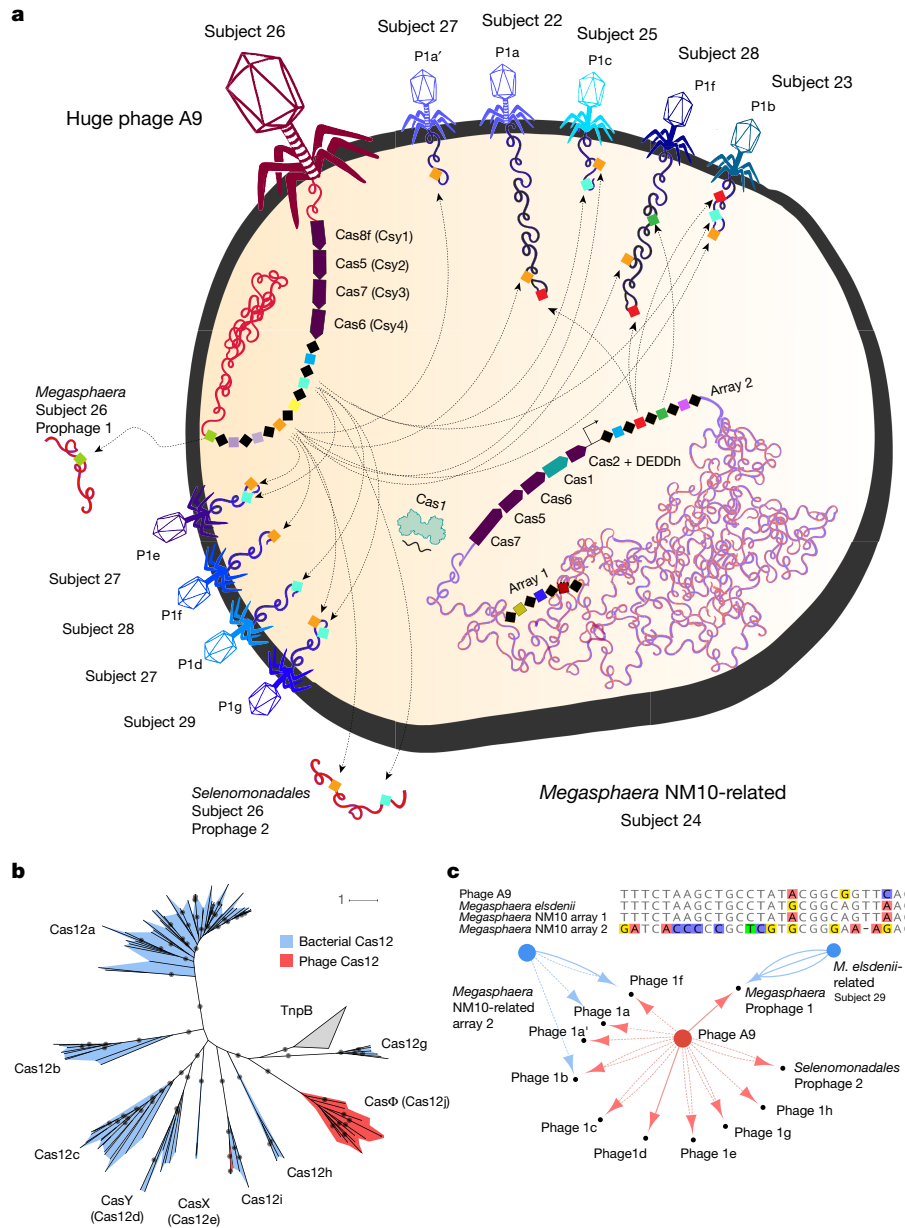 a
Subject 26
Subject 27
Subject 22
Subject 25
Subject 28
Subject 23
P1a′
P1a
P1c
P1f
P1b
Huge phage A9
Cas8f (Csy1)
Cas5 (Csy2)
Cas7 (Csy3)
Cas6 (Csy4)
Megasphaera
Subject 26
Prophage 1
Array 2
Cas2 + DEDDh
Cas1
Cas6
Cas5
Cas7
Cas1
Array 1
P1e
Subject 27
P1f
Subject 28
P1d
Subject 27
P1g
Subject 29
Selenomonadales
Subject 26
Prophage 2
Megasphaera NM10-related
Subject 24
b
1
Cas12a
Bacterial Cas12
Phage Cas12
TnpB
Cas12g
Cas12b
CasΦ (Cas12j)
Cas12c
Cas12h
Cas12i
CasY
(Cas12d)
CasX
(Cas12e)
c
Phage A9 TTTCTAAGCTGCCTATACGGCGGTTCAC
Megasphaera elsdenii TTTCTAAGCTGCCTATGCGGCAGTTAAC
Megasphaera NM10 array 1 TTTCTAAGCTGCCTATACGGCAGTTAAC
Megasphaera NM10 array 2 GATCACCCCCGCTCGTGCGGGAA-AGAC
Megasphaera
NM10-related
array 2
Phage 1f
Phage 1a
Phage 1a'
Phage 1b
Megasphaera
Prophage 1
M. elsdenii-
related
Subject 29
Phage A9
Selenomonadales
Prophage 2
Phage 1h
Phage 1g
Phage 1e
Phage1d
Phage 1c